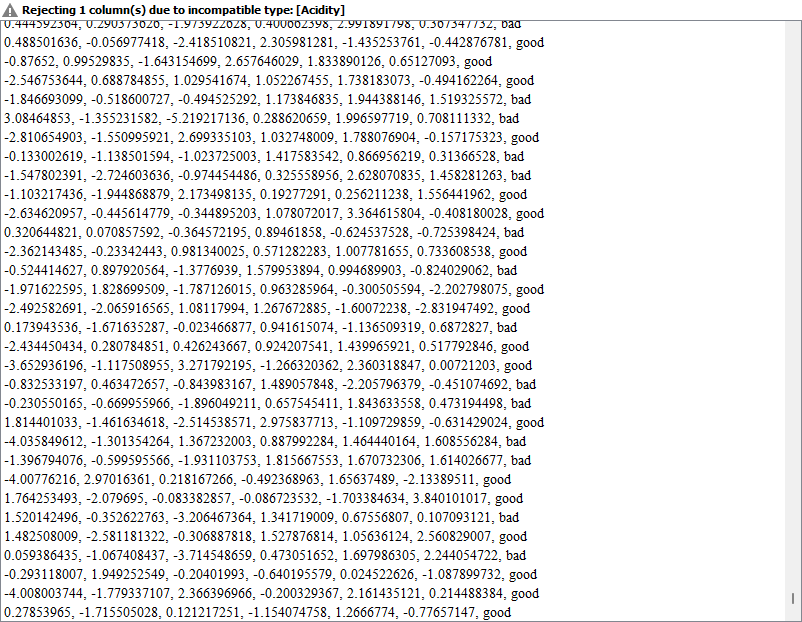 Rejecting 1 column(s) due to incompatible type: [Acidity]
0.444592364, 0.290373626, -1.973922628, 0.400662398, 2.991891798, 0.367347732, bad
0.488501636, -0.056977418, -2.418510821, 2.305981281, -1.435253761, -0.442876781, good
-0.87652, 0.99529835, -1.643154699, 2.657646029, 1.833890126, 0.65127093, good
-2.546753644, 0.688784855, 1.029541674, 1.052267455, 1.738183073, -0.494162264, good
-1.846693099, -0.518600727, -0.494525292, 1.173846835, 1.944388146, 1.519325572, bad
3.08464853, -1.355231582, -5.219217136, 0.288620659, 1.996597719, 0.708111332, bad
-2.810654903, -1.550995921, 2.699335103, 1.032748009, 1.788076904, -0.157175323, good
-0.133002619, -1.138501594, -1.023725003, 1.417583542, 0.866956219, 0.31366528, bad
-1.547802391, -2.724603636, -0.974454486, 0.325558956, 2.628070835, 1.458281263, bad
-1.103217436, -1.944868879, 2.173498135, 0.19277291, 0.256211238, 1.556441962, good
-2.634620957, -0.445614779, -0.344895203, 1.078072017, 3.364615804, -0.408180028, good
0.320644821, 0.070857592, -0.364572195, 0.89461858, -0.624537528, -0.725398424, bad
-2.362143485, -0.23342443, 0.981340025, 0.571282283, 1.007781655, 0.733608538, good
-0.524414627, 0.897920564, -1.3776939, 1.579953894, 0.994689903, -0.824029062, bad
-1.971622595, 1.828699509, -1.787126015, 0.963285964, -0.300505594, -2.202798075, good
-2.492582691, -2.065916565, 1.08117994, 1.267672885, -1.60072238, -2.831947492, good
0.173943536, -1.671635287, -0.023466877, 0.941615074, -1.136509319, 0.6872827, bad
-2.434450434, 0.280784851, 0.426243667, 0.924207541, 1.439965921, 0.517792846, good
-3.652936196, -1.117508955, 3.271792195, -1.266320362, 2.360318847, 0.00721203, good
-0.832533197, 0.463472657, -0.843983167, 1.489057848, -2.205796379, -0.451074692, bad
-0.230550165, -0.669955966, -1.896049211, 0.657545411, 1.843633558, 0.473194498, bad
1.814401033, -1.461634618, -2.514538571, 2.975837713, -1.109729859, -0.631429024, good
-4.035849612, -1.301354264, 1.367232003, 0.887992284, 1.464440164, 1.608556284, bad
-1.396794076, -0.599595566, -1.931103753, 1.815667553, 1.670732306, 1.614026677, bad
-4.00776216, 2.97016361, 0.218167266, -0.492368963, 1.65637489, -2.13389511, good
1.764253493, -2.079695, -0.083382857, -0.086723532, -1.703384634, 3.840101017, good
1.520142496, -0.352622763, -3.206467364, 1.341719009, 0.67556807, 0.107093121, bad
1.482508009, -2.581181322, -0.306887818, 1.527876814, 1.05636124, 2.560829007, good
0.059386435, -1.067408437, -3.714548659, 0.473051652, 1.697986305, 2.244054722, bad
-0.293118007, 1.949252549, -0.20401993, -0.640195579, 0.024522626, -1.087899732, good
-4.008003744, -1.779337107, 2.366396966, -0.200329367, 2.161435121, 0.214488384, good
0.27853965, -1.715505028, 0.121217251, -1.154074758, 1.2666774, -0.77657147, good